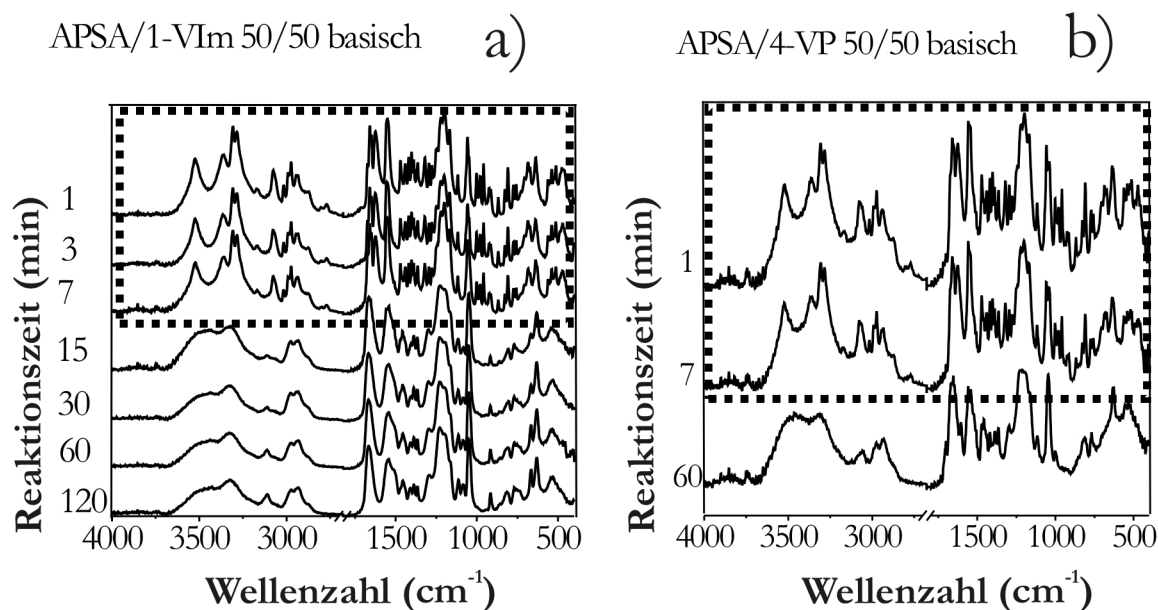 APSA/1-VIm 50/50 basisch
a)
Reaktionszeit (min)
1
3
7
15
30
60
120
4000 3500 3000 1500 1000 500
Wellenzahl (cm-1)
APSA/4-VP 50/50 basisch
b)
Reaktionszeit (min)
1
7
60
4000 3500 3000 1500 1000 500
Wellenzahl (cm-1)